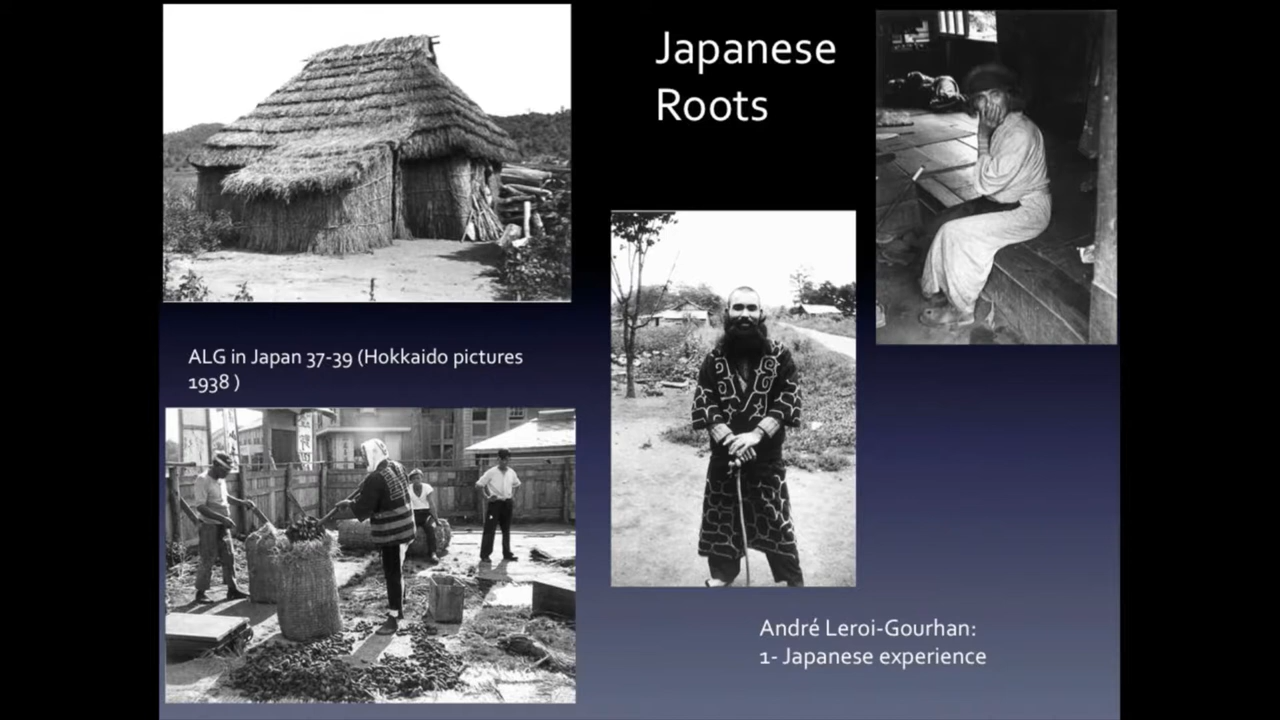 Japanese
Roots
ALG in Japan 37-39 (Hokkaido pictures
1938 )
André Leroi-Gourhan:
1- Japanese experience